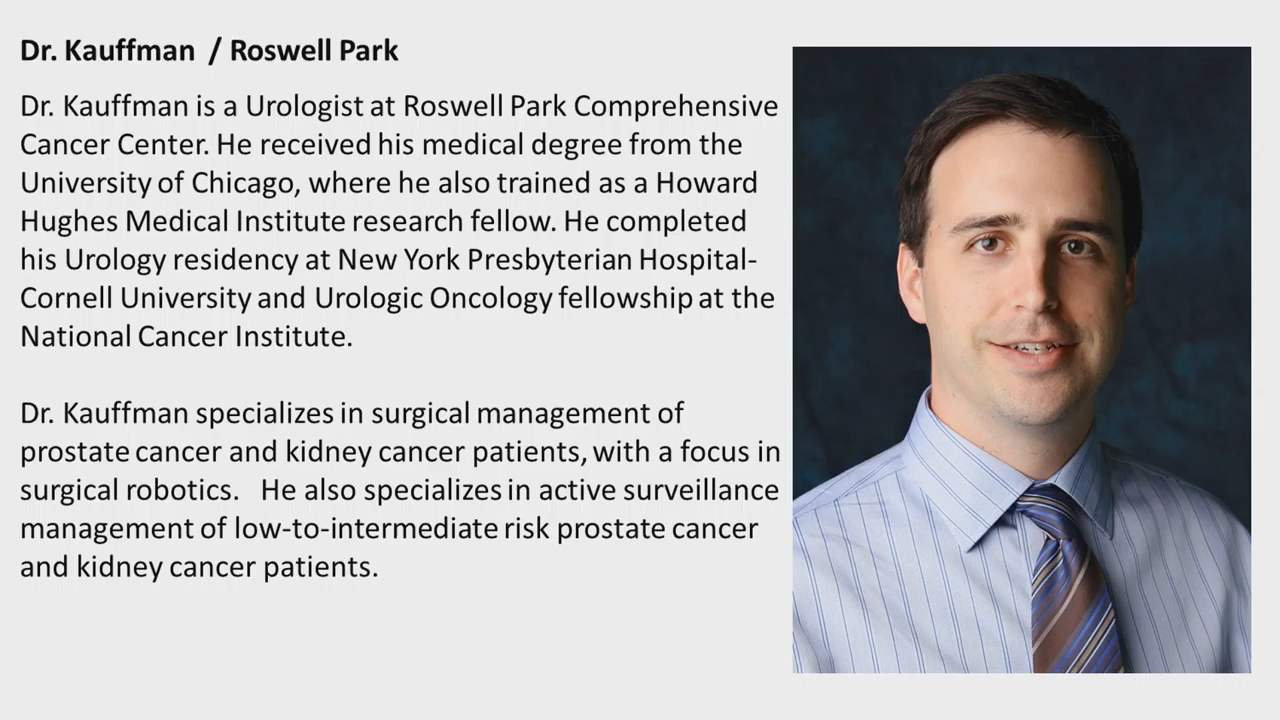 Dr. Kauffman / Roswell Park
Dr. Kauffman is a Urologist at Roswell Park Comprehensive
Cancer Center. He received his medical degree from the
University of Chicago, where he also trained as a Howard
Hughes Medical Institute research fellow. He completed
his Urology residency at New York Presbyterian Hospital-
Cornell University and Urologic Oncology fellowship at the
National Cancer Institute.
Dr. Kauffman specializes in surgical management of
prostate cancer and kidney cancer patients, with a focus in
surgical robotics. He also specializes in active surveillance
management of low-to-intermediate risk prostate cancer
and kidney cancer patients.